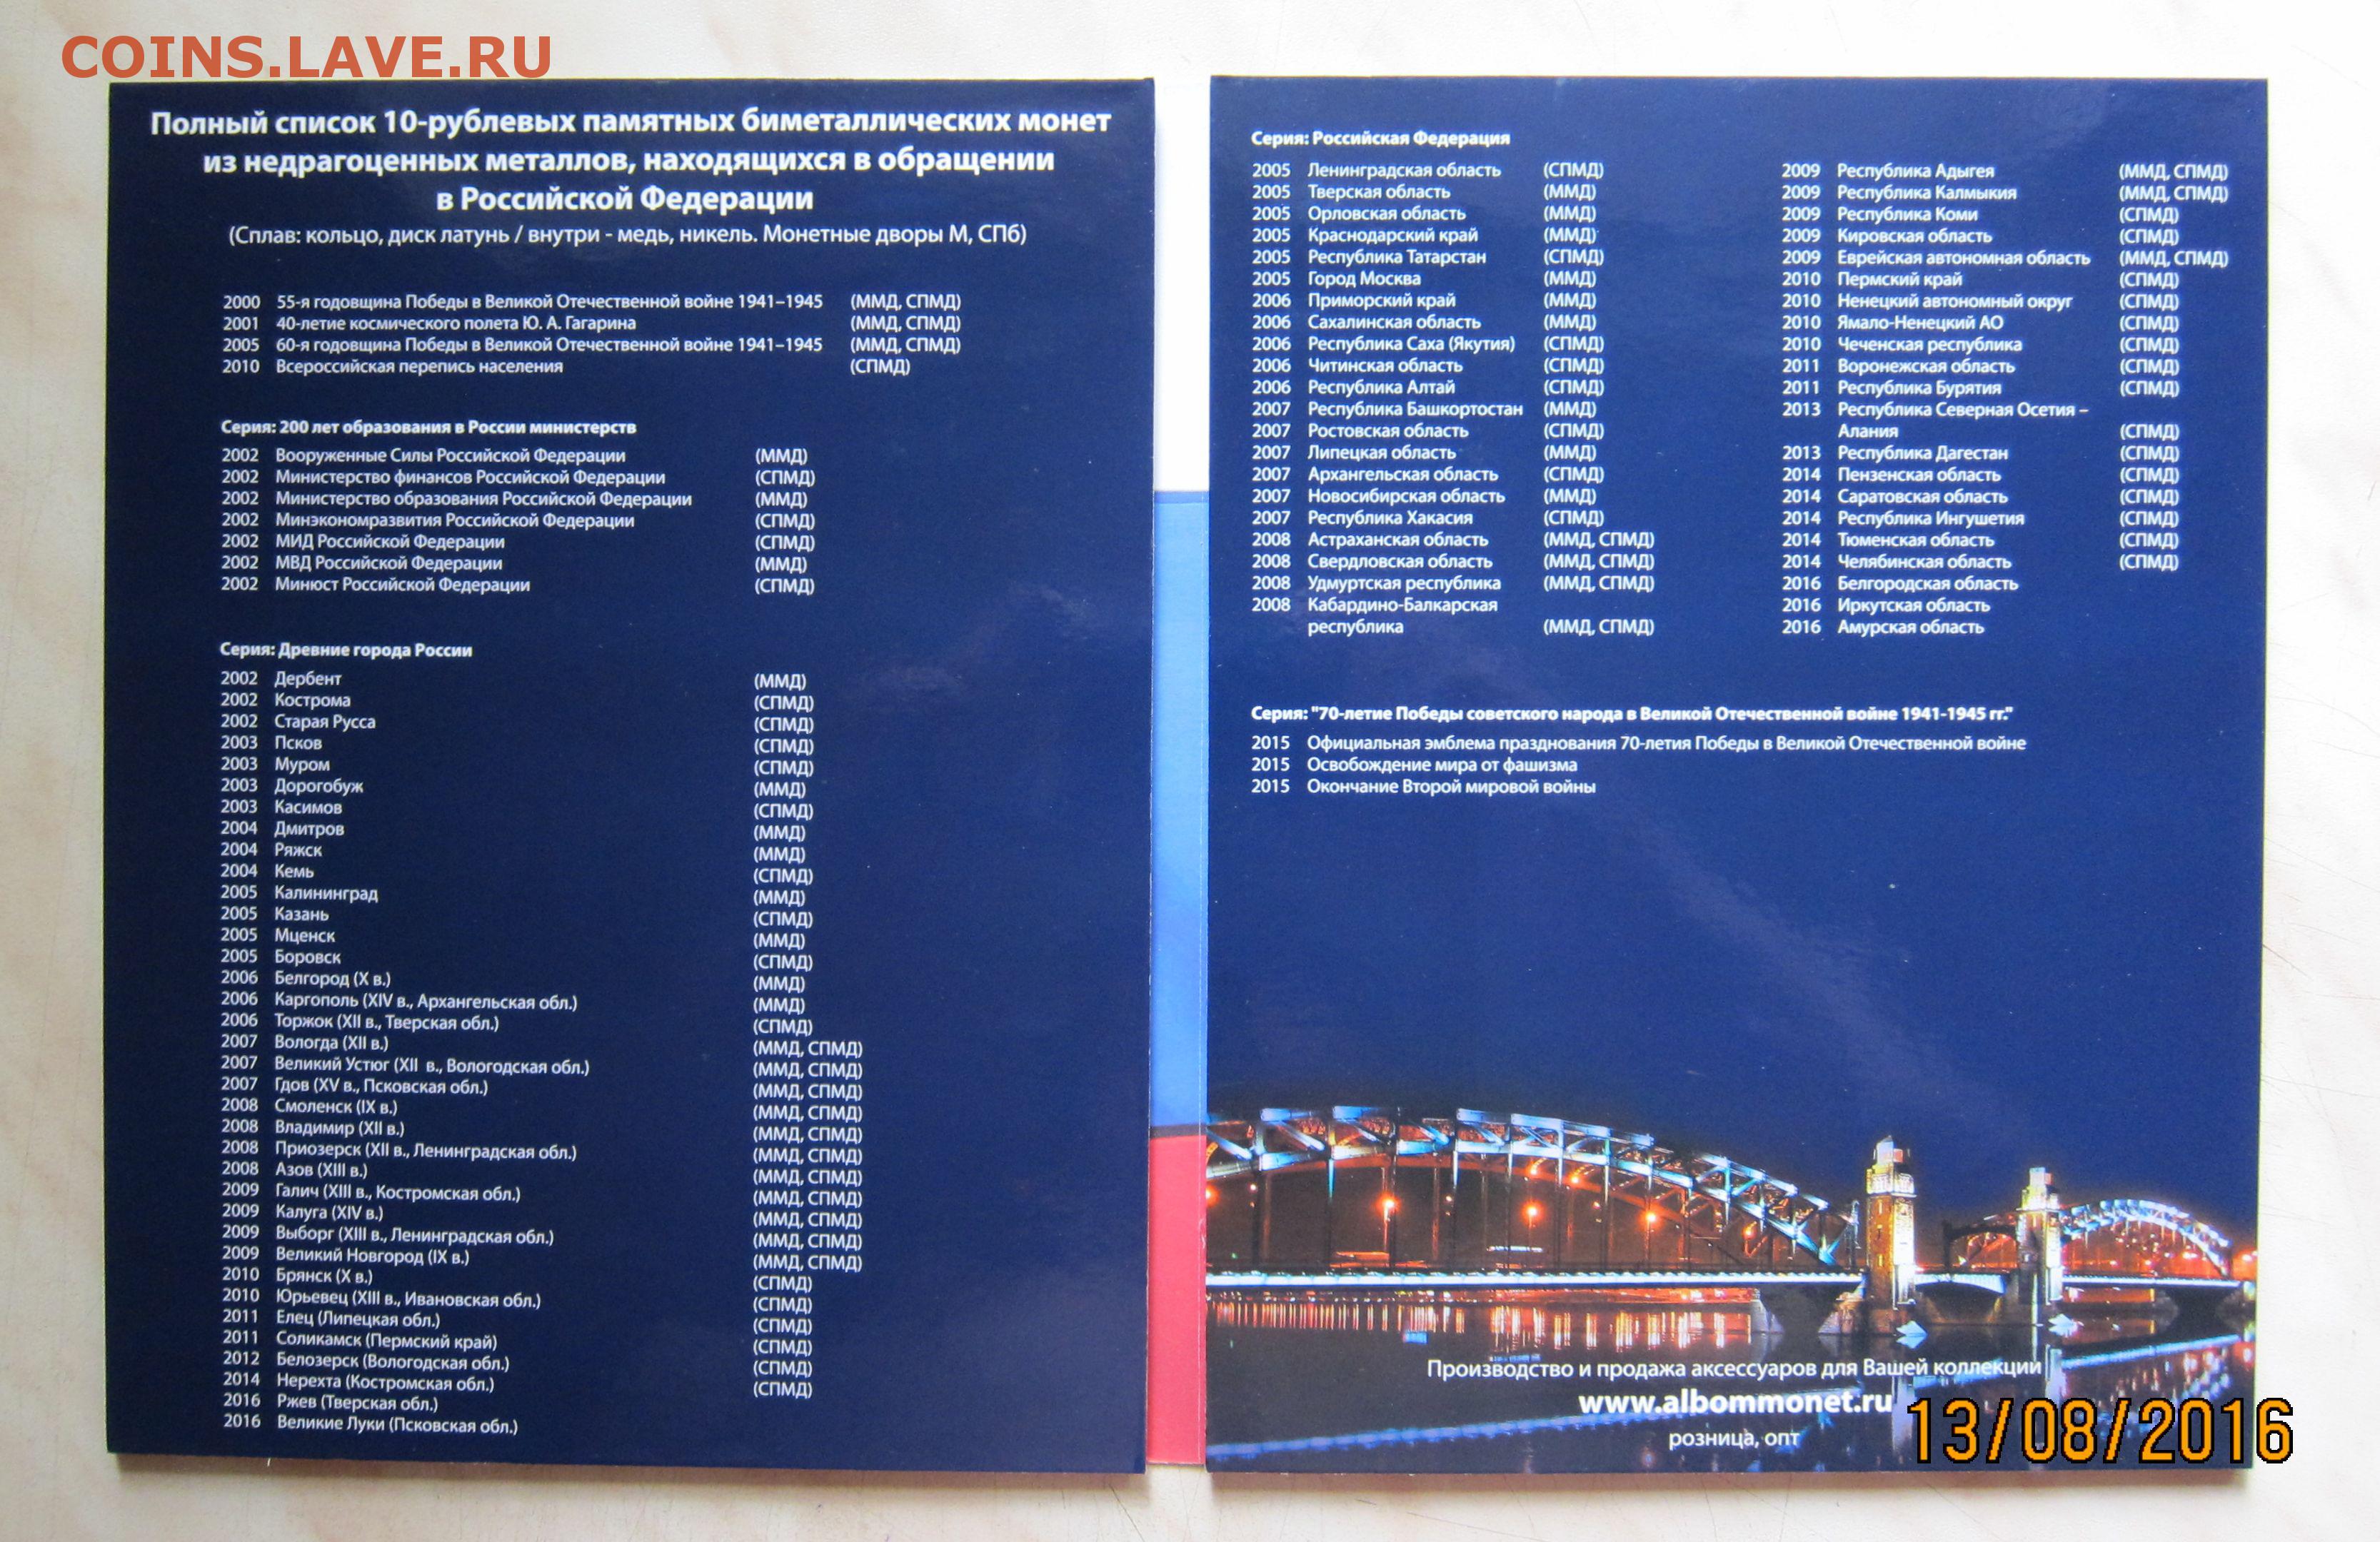 COINS.LAVE.RU
Полный список 10-рублевых памятных биметаллических монет
из недрагоценных металлов, находящихся в обращении
в Российской Федерации
(Сплав: кольцо, диск латунь / внутри - медь, никель. Монетные дворы М, СПб)
2000 55-я годовщина Победы в Великой Отечественной войне 1941–1945 (ММД, СПМД)
2001 40-летие космического полета Ю. А. Гагарина (ММД, СПМД)
2005 60-я годовщина Победы в Великой Отечественной войне 1941–1945 (ММД, СПМД)
2010 Всероссийская перепись населения (СПМД)
Серия: 200 лет образования в России министерств
2002 Вооруженные Силы Российской Федерации (ММД)
2002 Министерство финансов Российской Федерации (СПМД)
2002 Министерство образования Российской Федерации (ММД)
2002 Минэкономразвития Российской Федерации (СПМД)
2002 МИД Российской Федерации (СПМД)
2002 МВД Российской Федерации (ММД)
2002 Минюст Российской Федерации (СПМД)
Серия: Древние города России
2002 Дербент (ММД)
2002 Кострома (СПМД)
2002 Старая Русса (СПМД)
2003 Псков (СПМД)
2003 Муром (СПМД)
2003 Дорогобуж (ММД)
2003 Касимов (СПМД)
2004 Дмитров (ММД)
2004 Ряжск (ММД)
2004 Кемь (СПМД)
2005 Калининград (ММД)
2005 Казань (СПМД)
2005 Мценск (ММД)
2005 Боровск (СПМД)
2006 Белгород (X в.) (ММД)
2006 Каргополь (XIV в., Архангельская обл.) (ММД)
2006 Торжок (XII в., Тверская обл.) (СПМД)
2007 Вологда (XII в.) (ММД, СПМД)
2007 Великий Устюг (XII в., Вологодская обл.) (ММД, СПМД)
2007 Гдов (XV в., Псковская обл.) (ММД, СПМД)
2008 Смоленск (IX в.) (ММД, СПМД)
2008 Владимир (XII в.) (ММД, СПМД)
2008 Приозерск (XII в., Ленинградская обл.) (ММД, СПМД)
2008 Азов (XIII в.) (ММД, СПМД)
2009 Галич (XIII в., Костромская обл.) (ММД, СПМД)
2009 Калуга (XIV в.) (ММД, СПМД)
2009 Выборг (XIII в., Ленинградская обл.) (ММД, СПМД)
2009 Великий Новгород (IX в.) (ММД, СПМД)
2010 Брянск (X в.) (СПМД)
2010 Юрьевец (XIII в., Ивановская обл.) (СПМД)
2011 Елец (Липецкая обл.) (СПМД)
2011 Соликамск (Пермский край) (СПМД)
2012 Белозерск (Вологодская обл.) (СПМД)
2014 Нерехта (Костромская обл.) (СПМД)
2016 Ржев (Тверская обл.)
2016 Великие Луки (Псковская обл.)
Серия: Российская Федерация
2005 Ленинградская область (СПМД)
2005 Тверская область (ММД)
2005 Орловская область (ММД)
2005 Краснодарский край (ММД)
2005 Республика Татарстан (СПМД)
2005 Город Москва (ММД)
2006 Приморский край (ММД)
2006 Сахалинская область (ММД)
2006 Республика Саха (Якутия) (СПМД)
2006 Читинская область (СПМД)
2006 Республика Алтай (СПМД)
2007 Республика Башкортостан (ММД)
2007 Ростовская область (СПМД)
2007 Липецкая область (ММД)
2007 Архангельская область (СПМД)
2007 Новосибирская область (ММД)
2007 Республика Хакасия (СПМД)
2008 Астраханская область (ММД, СПМД)
2008 Свердловская область (ММД, СПМД)
2008 Удмуртская республика (ММД, СПМД)
2008 Кабардино-Балкарская
республика (ММД, СПМД)
2009 Республика Адыгея (ММД, СПМД)
2009 Республика Калмыкия (ММД, СПМД)
2009 Республика Коми (СПМД)
2009 Кировская область (СПМД)
2009 Еврейская автономная область (ММД, СПМД)
2010 Пермский край (СПМД)
2010 Ненецкий автономный округ (СПМД)
2010 Ямало-Ненецкий АО (СПМД)
2010 Чеченская республика (СПМД)
2011 Воронежская область (СПМД)
2011 Республика Бурятия (СПМД)
2013 Республика Северная Осетия –
Алания (СПМД)
2013 Республика Дагестан (СПМД)
2014 Пензенская область (СПМД)
2014 Саратовская область (СПМД)
2014 Республика Ингушетия (СПМД)
2014 Тюменская область (СПМД)
2014 Челябинская область (СПМД)
2016 Белгородская область
2016 Иркутская область
2016 Амурская область
Серия: "70-летие Победы советского народа в Великой Отечественной войне 1941-1945 гг."
2015 Официальная эмблема празднования 70-летия Победы в Великой Отечественной войне
2015 Освобождение мира от фашизма
2015 Окончание Второй мировой войны
Производство и продажа аксессуаров для Вашей коллекции
www.albommonet.ru
розница, опт
13/08/2016